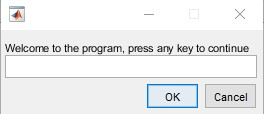 Welcome to the program, press any key to continue
OK
Cancel